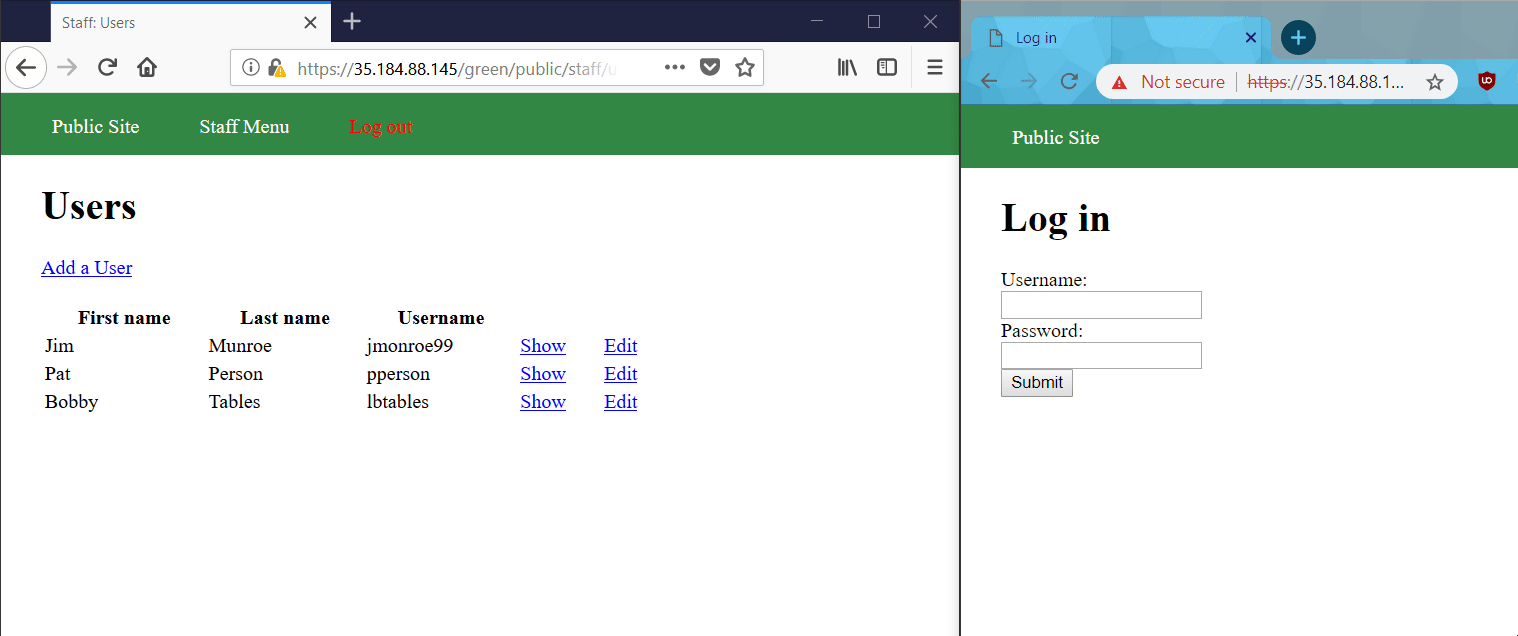 Staff: Users
https://35.184.88.145/green/public/staff/u
Public Site Staff Menu Log out
Users
Add a User
First name Last name Username
Jim Munroe jmonroe99 Show Edit
Pat Person pperson Show Edit
Bobby Tables lbtables Show Edit
Log in
Not secure https://35.184.88.1...
Public Site
Log in
Username:
Password:
Submit